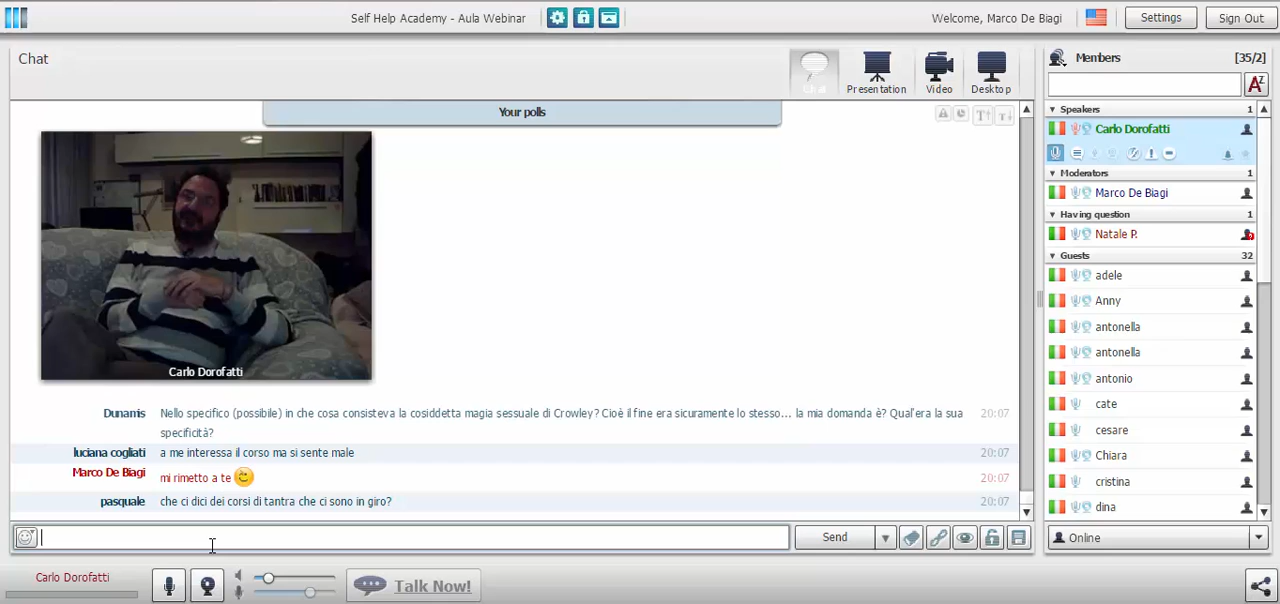 Self Help Academy - Aula Webinar
Welcome, Marco De Biagi
Settings
Sign Out
Chat
Chat
Presentation
Video
Desktop
Members
[35/2]
Your polls
Speakers 1
Carlo Dorofatti
Moderators 1
Marco De Biagi
Having question 1
Natale P.
Guests 32
adele
Anny
antonella
antonella
antonio
cate
cesare
Chiara
cristina
dina
Carlo Dorofatti
Dunamis Nello specifico (possibile) in che cosa consisteva la cosiddetta magia sessuale di Crowley? Cioè il fine era sicuramente lo stesso... la mia domanda è? Qual'era la sua 20:07
specificità?
luciana cogliati a me interessa il corso ma si sente male 20:07
Marco De Biagi mi rimetto a te 20:07
pasquale che ci dici dei corsi di tantra che ci sono in giro? 20:07
Send
Online
Carlo Dorofatti
Talk Now!